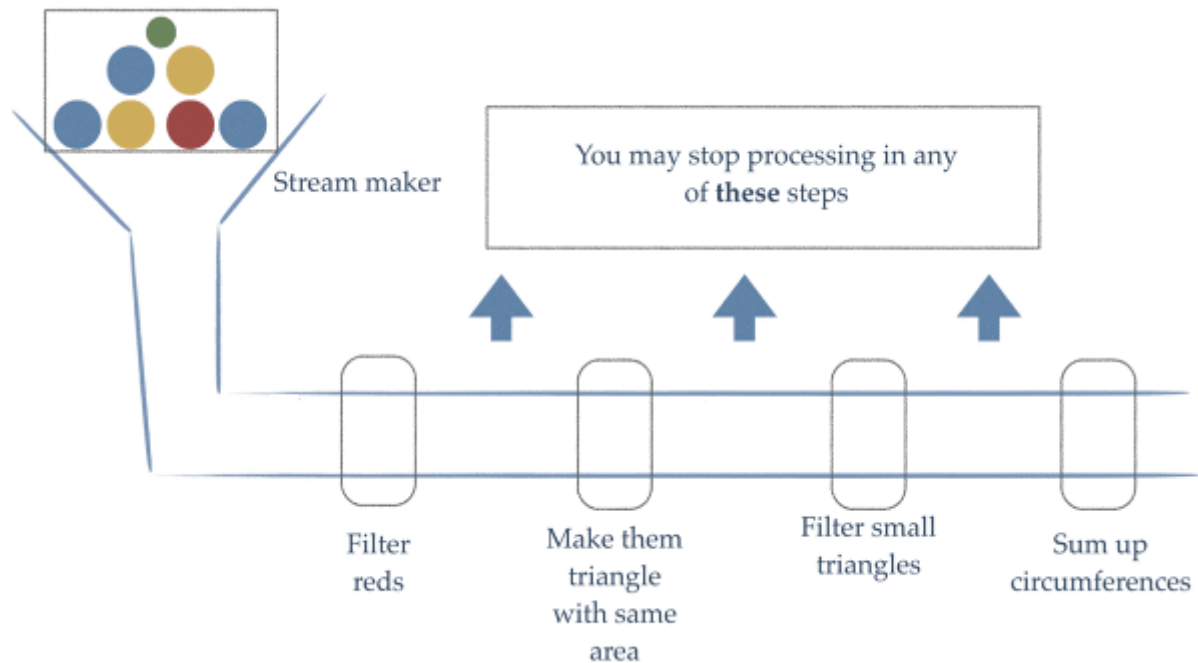 Stream maker
You may stop processing in any
of these steps
Filter
reds
Make them
triangle
with same
area
Filter small
triangles
Sum up
circumferences